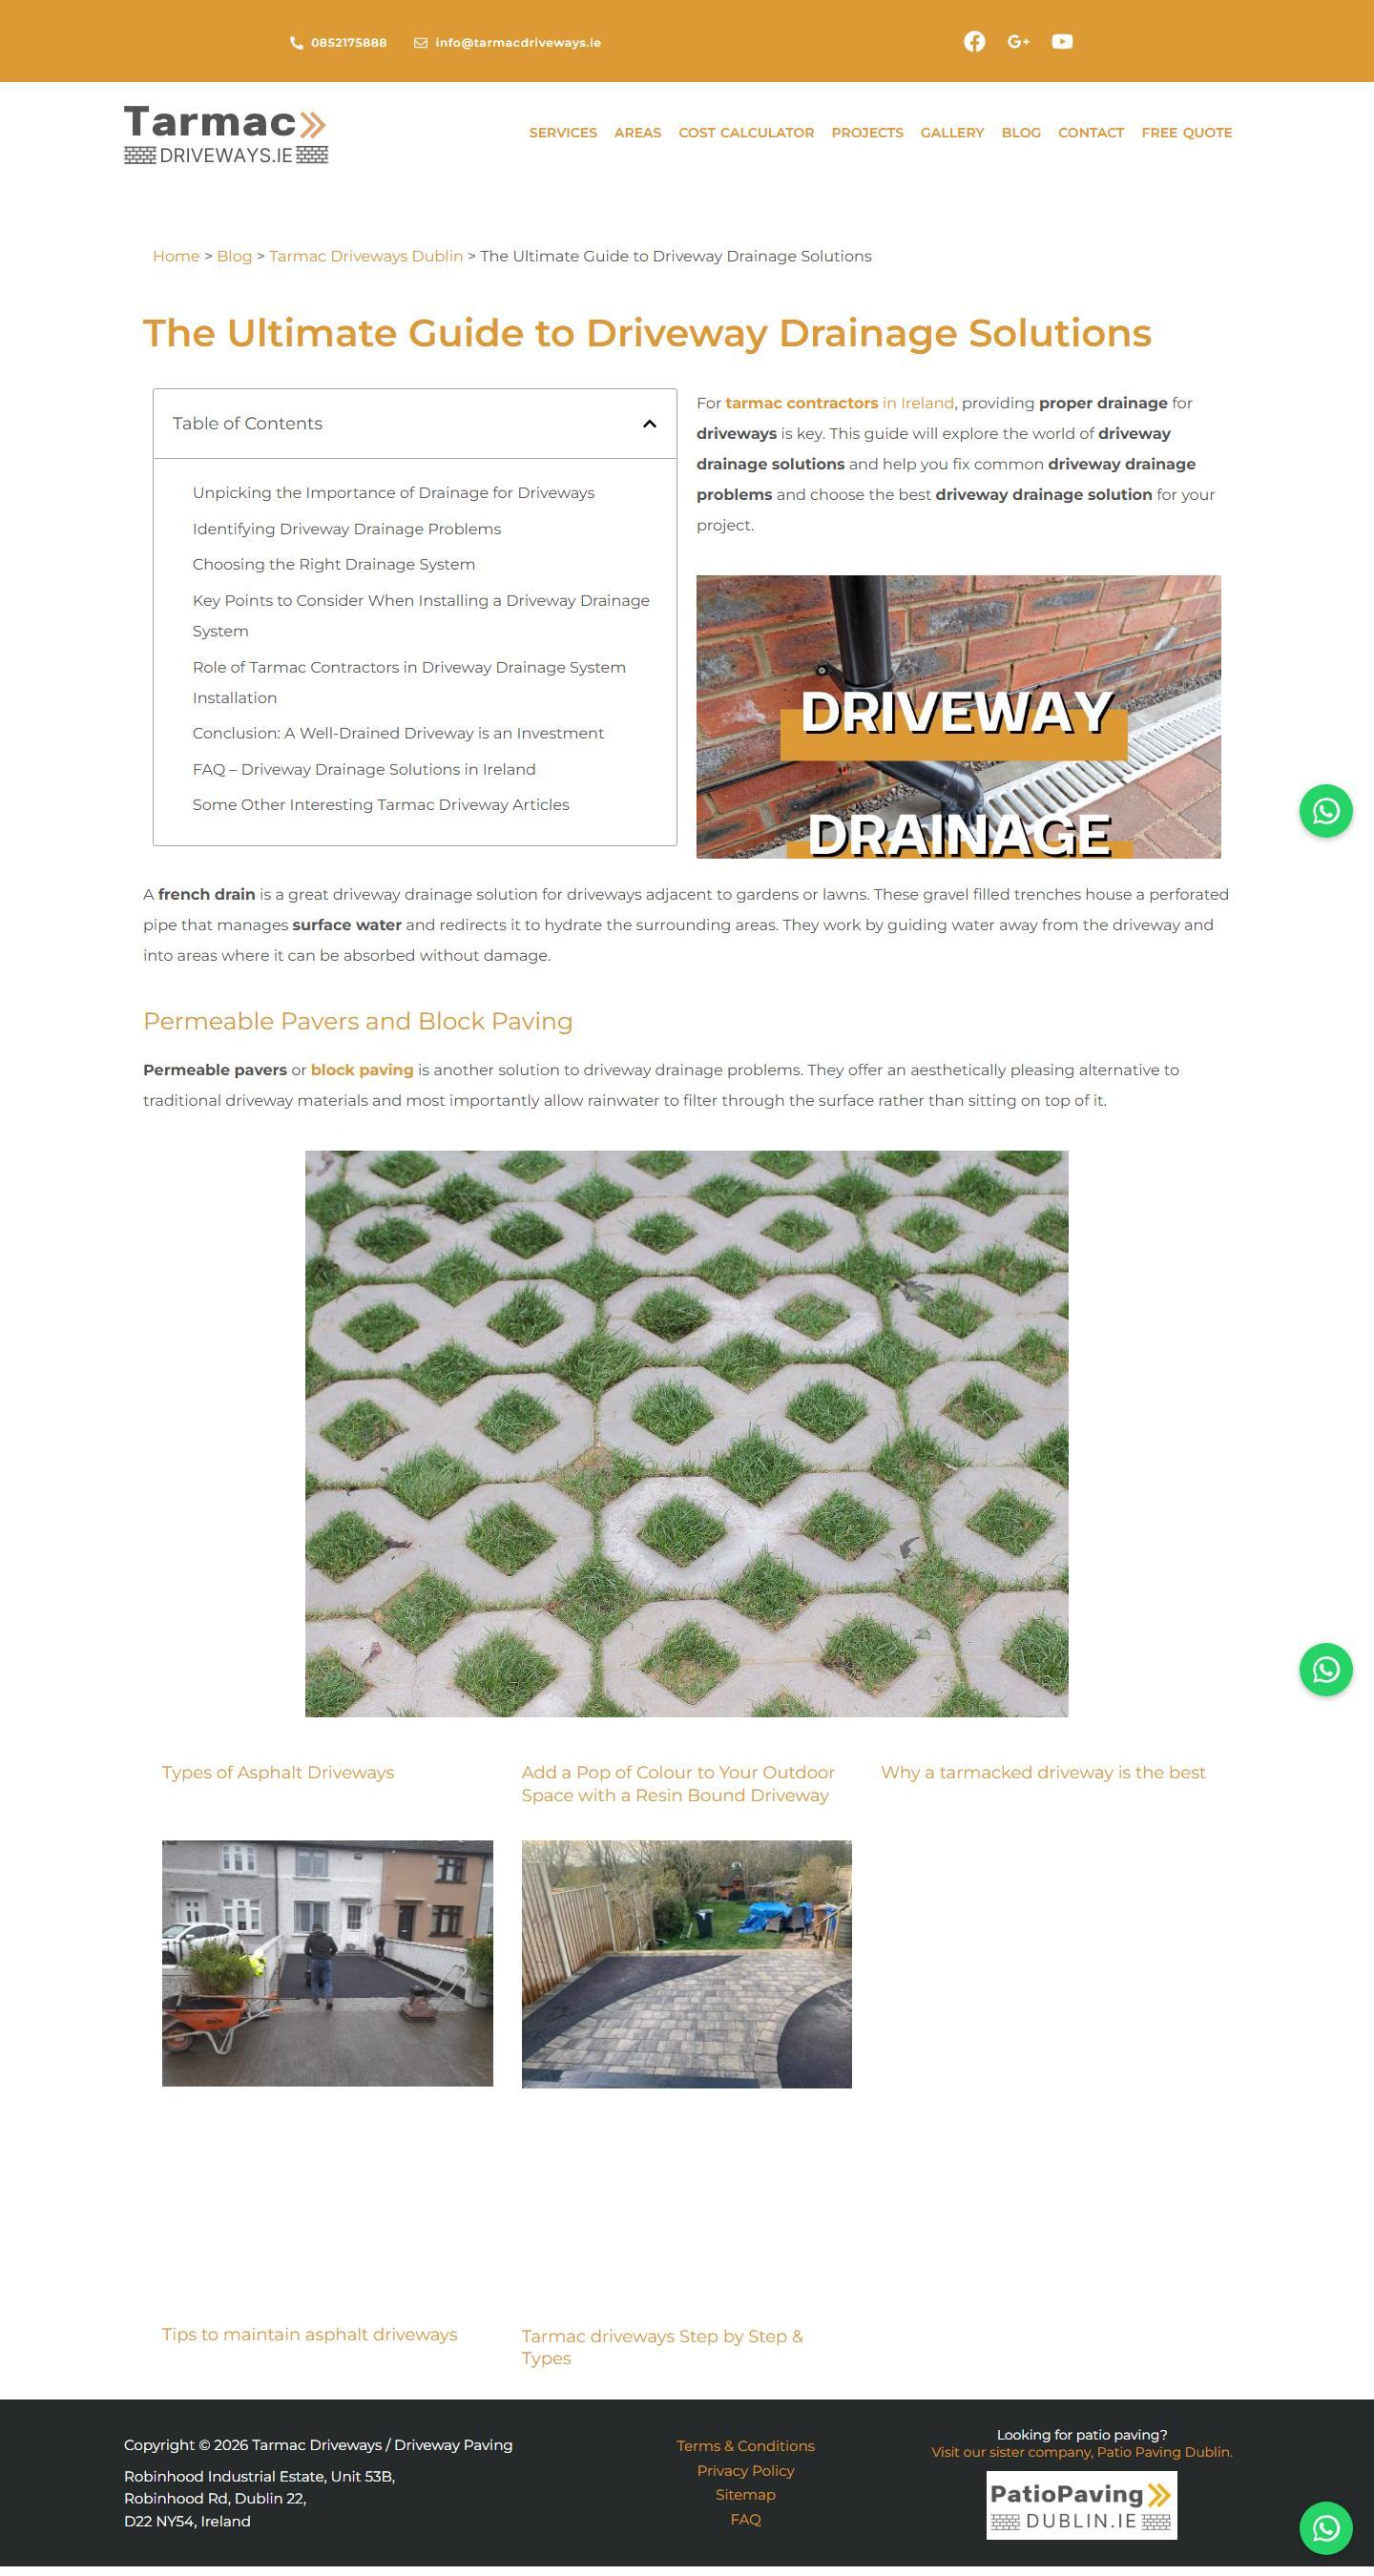 0852175888
info@tarmacdriveways.ie
Tarmac
DRIVEWAYS.IE
SERVICES AREAS COST CALCULATOR PROJECTS GALLERY BLOG CONTACT FREE QUOTE
Home > Blog > Tarmac Driveways Dublin > The Ultimate Guide to Driveway Drainage Solutions
The Ultimate Guide to Driveway Drainage Solutions
Table of Contents
Unpicking the Importance of Drainage for Driveways
Identifying Driveway Drainage Problems
Choosing the Right Drainage System
Key Points to Consider When Installing a Driveway Drainage
System
Role of Tarmac Contractors in Driveway Drainage System
Installation
Conclusion: A Well-Drained Driveway is an Investment
FAQ – Driveway Drainage Solutions in Ireland
Some Other Interesting Tarmac Driveway Articles
For tarmac contractors in Ireland, providing proper drainage for
driveways is key. This guide will explore the world of driveway
drainage solutions and help you fix common driveway drainage
problems and choose the best driveway drainage solution for your
project.
DRIVEWAY
DRAINAGE
A french drain is a great driveway drainage solution for driveways adjacent to gardens or lawns. These gravel filled trenches house a perforated
pipe that manages surface water and redirects it to hydrate the surrounding areas. They work by guiding water away from the driveway and
into areas where it can be absorbed without damage.
Permeable Pavers and Block Paving
Permeable pavers or block paving is another solution to driveway drainage problems. They offer an aesthetically pleasing alternative to
traditional driveway materials and most importantly allow rainwater to filter through the surface rather than sitting on top of it.
Types of Asphalt Driveways
Add a Pop of Colour to Your Outdoor
Space with a Resin Bound Driveway
Why a tarmacked driveway is the best
Tips to maintain asphalt driveways
Tarmac driveways Step by Step &
Types
Copyright © 2026 Tarmac Driveways / Driveway Paving
Robinhood Industrial Estate, Unit 53B,
Robinhood Rd, Dublin 22,
D22 NY54, Ireland
Terms & Conditions
Privacy Policy
Sitemap
FAQ
Looking for patio paving?
Visit our sister company, Patio Paving Dublin.
PatioPaving
DUBLIN.IE